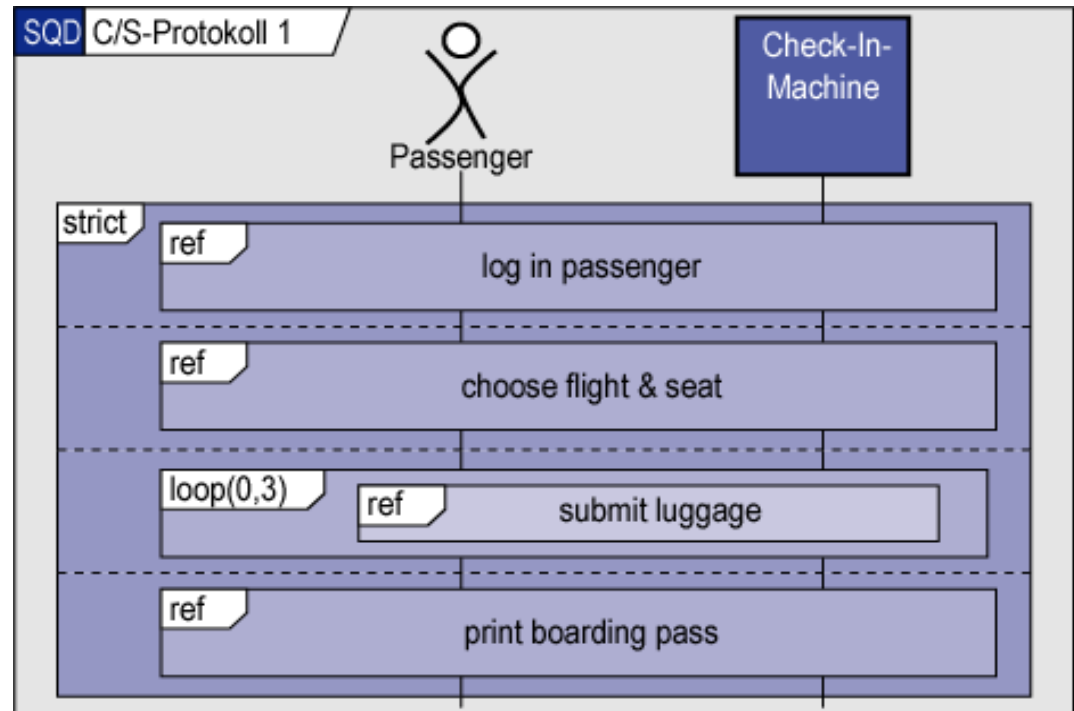 SQD C/S-Protokoll 1
Passenger
Check-In-
Machine
strict
ref
log in passenger
ref
choose flight & seat
loop(0,3)
ref
submit luggage
ref
print boarding pass